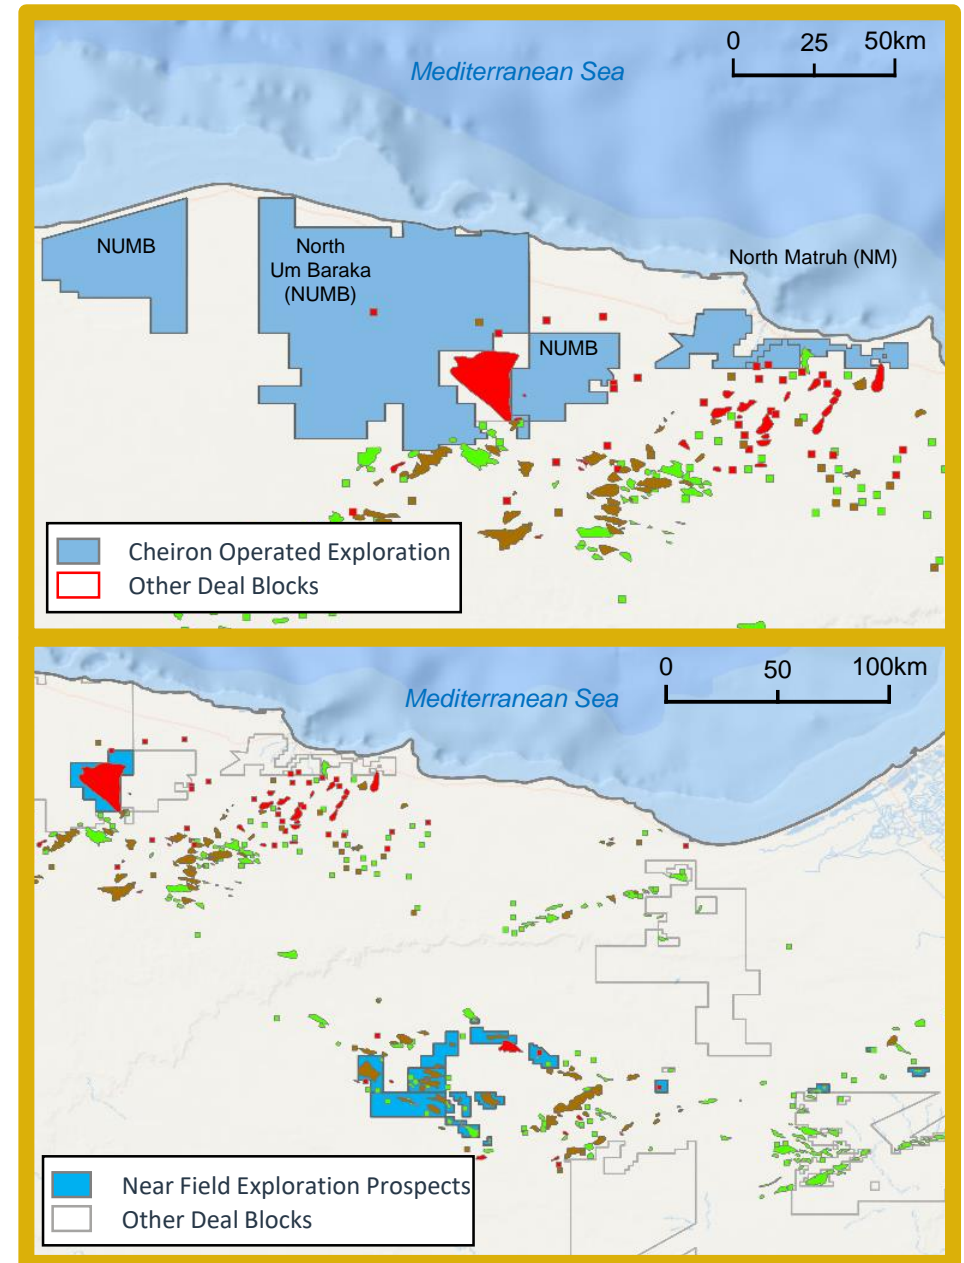 0 25 50km
Mediterranean Sea
NUMB
North
Um Baraka
(NUMB)
North Matruh (NM)
NUMB
Cheiron Operated Exploration
Other Deal Blocks
0 50 100km
Mediterranean Sea
Near Field Exploration Prospects
Other Deal Blocks